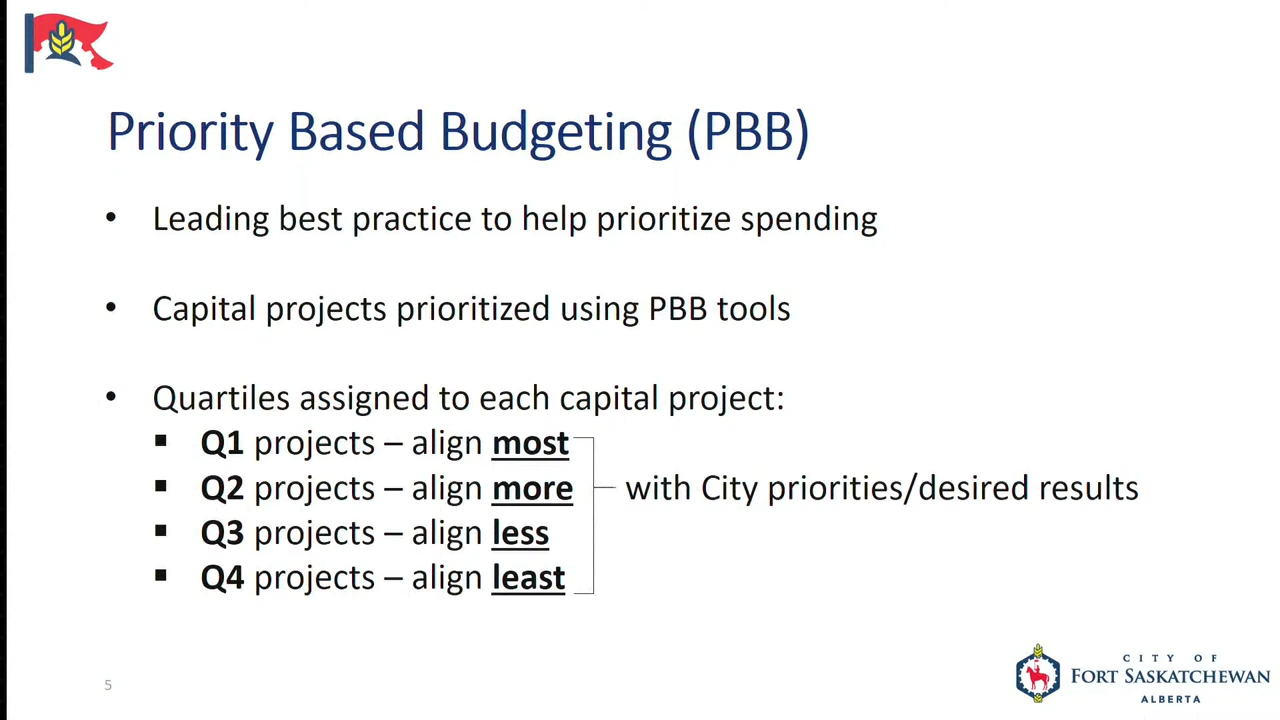 Priority Based Budgeting (PBB)
• Leading best practice to help prioritize spending
• Capital projects prioritized using PBB tools
• Quartiles assigned to each capital project:
▪ Q1 projects – align most
▪ Q2 projects – align more
with City priorities/desired results
▪ Q3 projects – align less
▪ Q4 projects – align least
5
CITY OF
FORT SASKATCHEWAN
ALBERTA